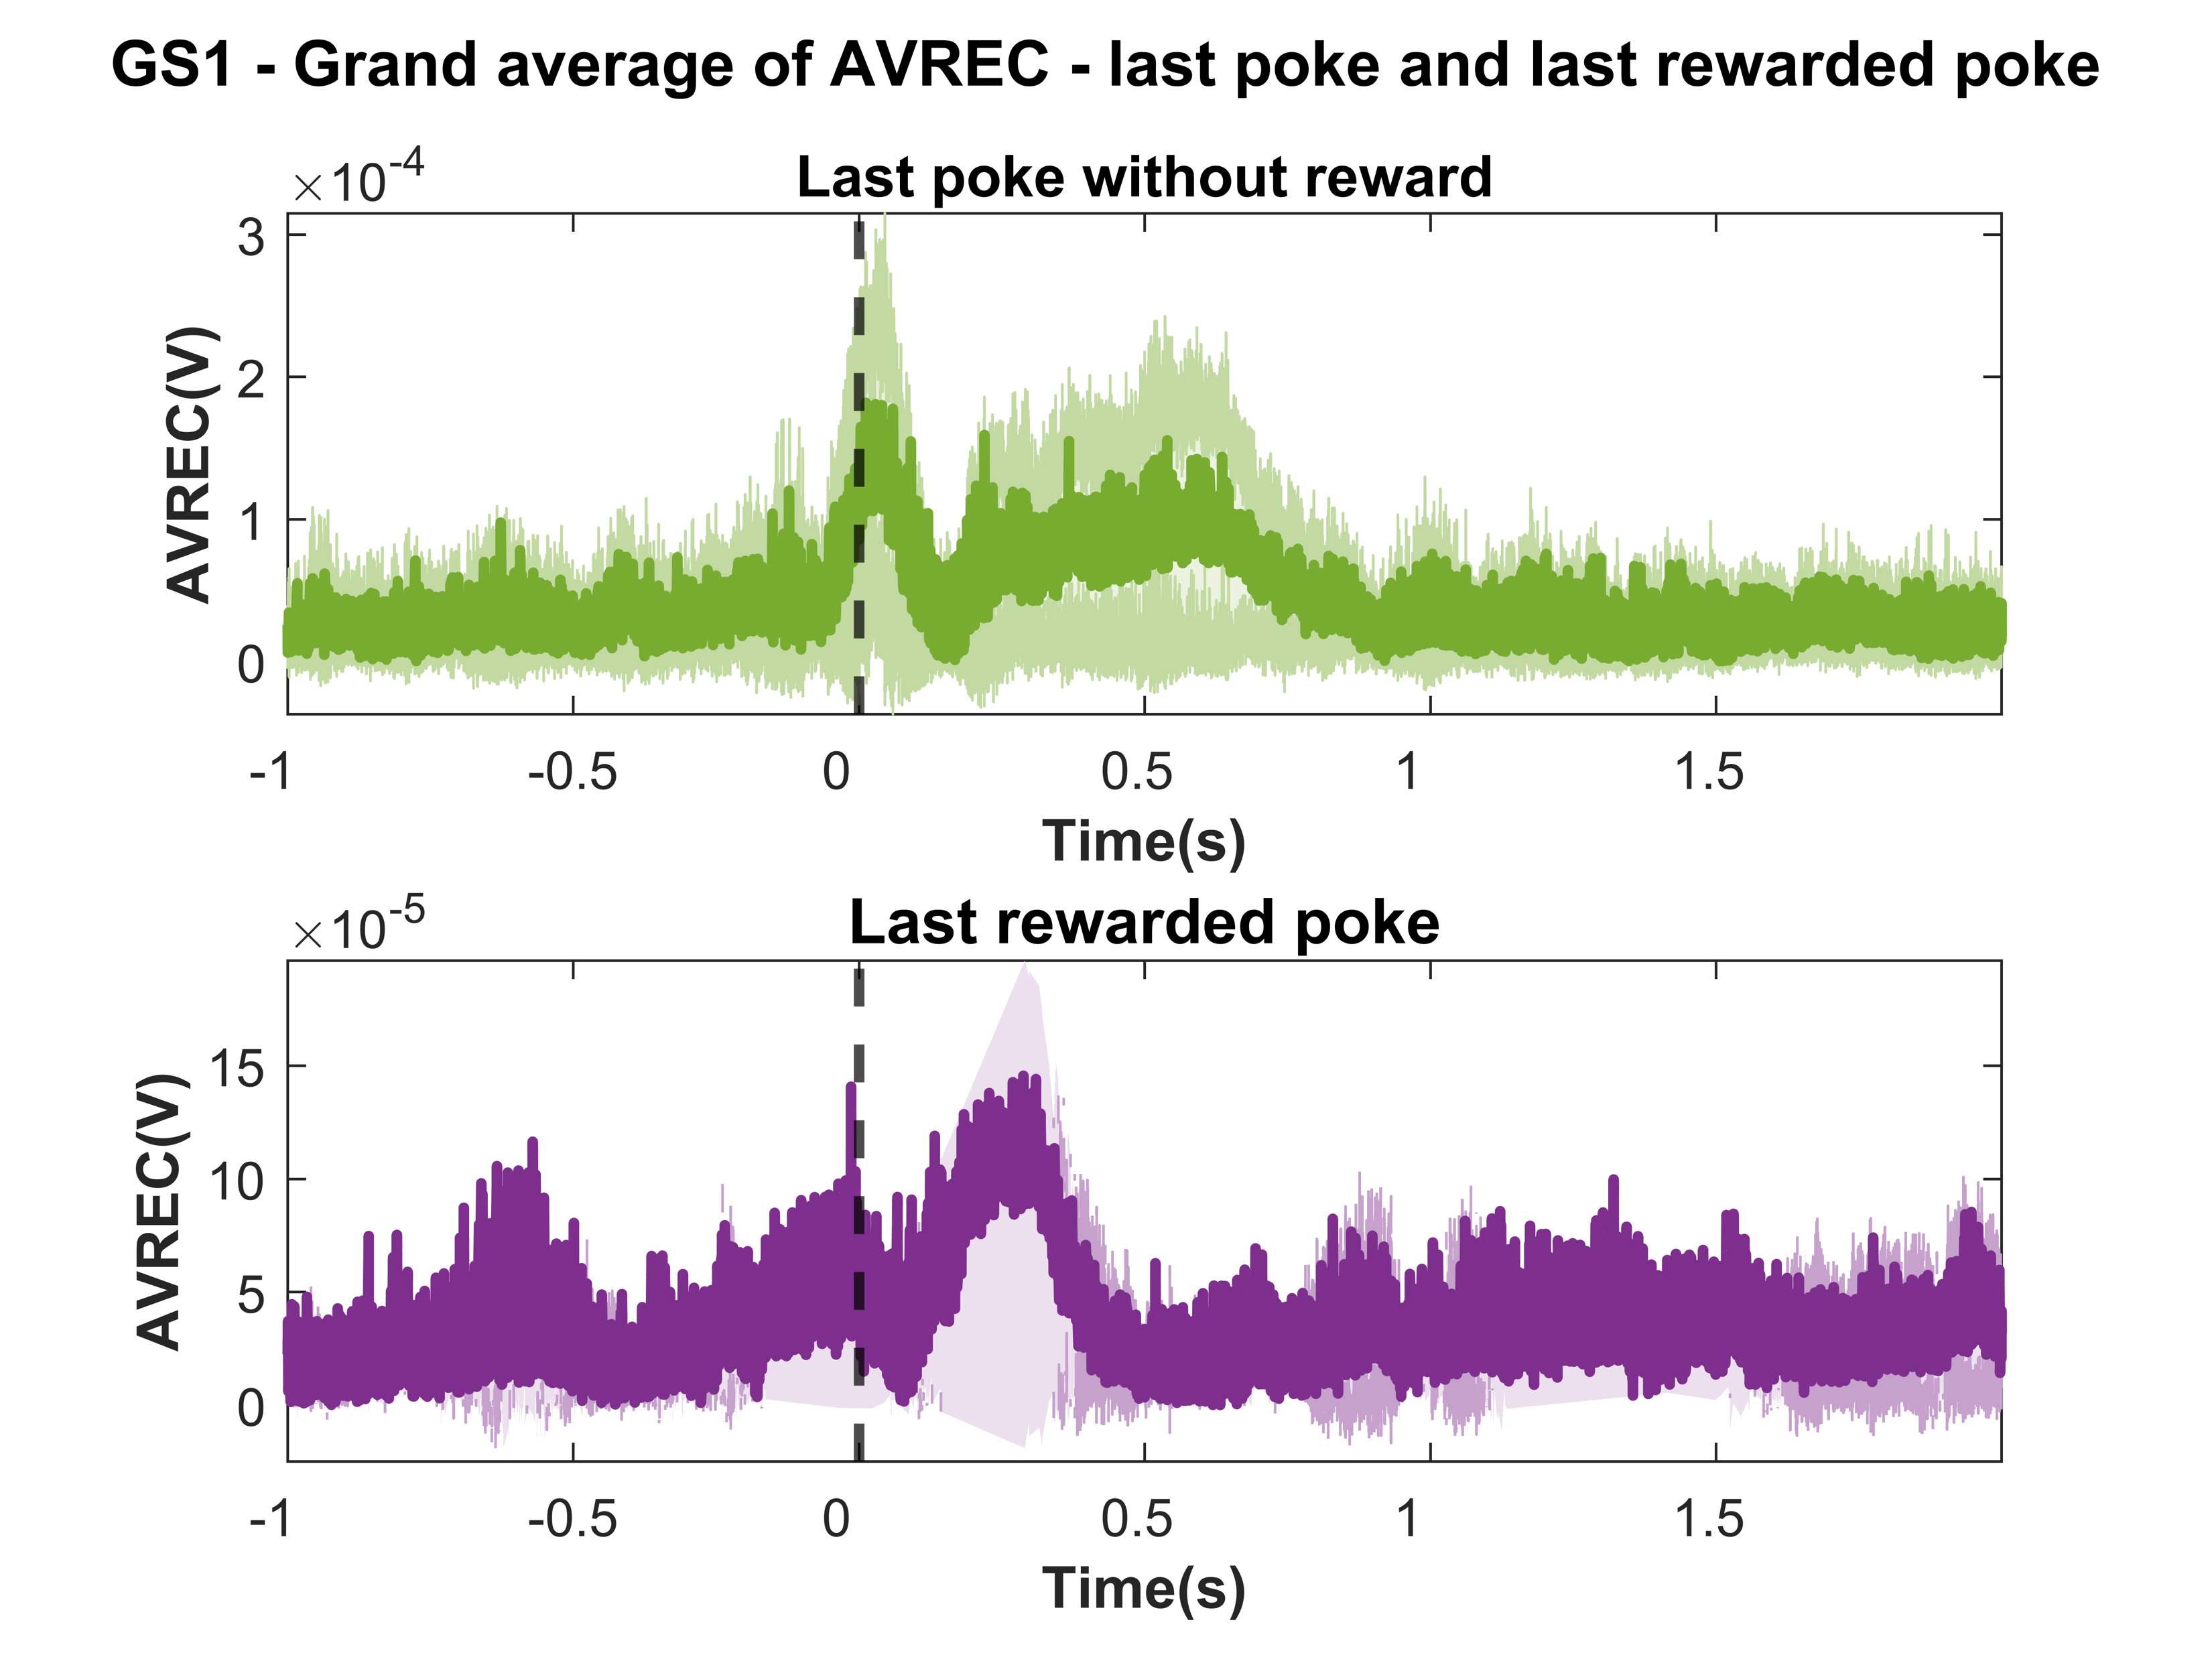 GS1 - Grand average of AVREC - last poke and last rewarded poke
Last poke without reward
×10-4
3
2
1
0
AVREC(V)
-1 -0.5 0 0.5 1 1.5
Time(s)
Last rewarded poke
×10-5
15
10
5
0
AVREC(V)
-1 -0.5 0 0.5 1 1.5
Time(s)